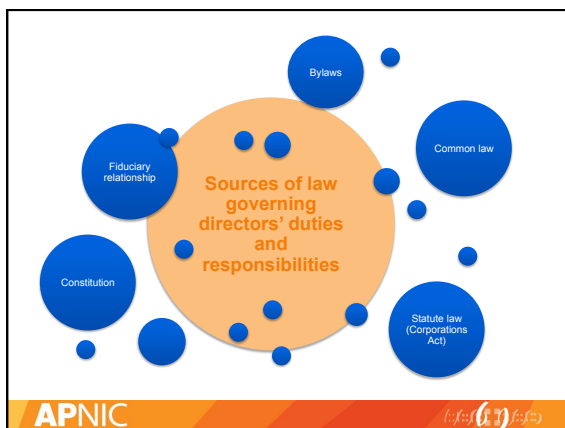 Bylaws
Common law
Fiduciary
relationship
Sources of law
governing
directors' duties
and
responsibilities
Constitution
Statute law
(Corporations
Act)
APNIC